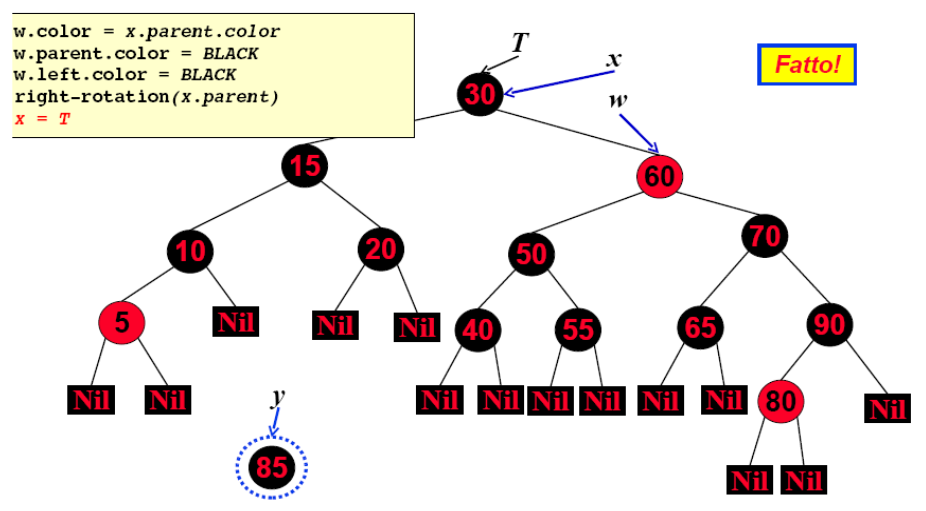 w.color = x.parent.color
w.parent.color = BLACK
w.left.color = BLACK
right-rotation(x.parent)
x = T
T
x
Fatto!
w
30
15
60
10
20
50
70
5
Nil
Nil
Nil
40
55
65
90
Nil
Nil
Nil
Nil
Nil
Nil
Nil
Nil
80
Nil
y
85
Nil
Nil